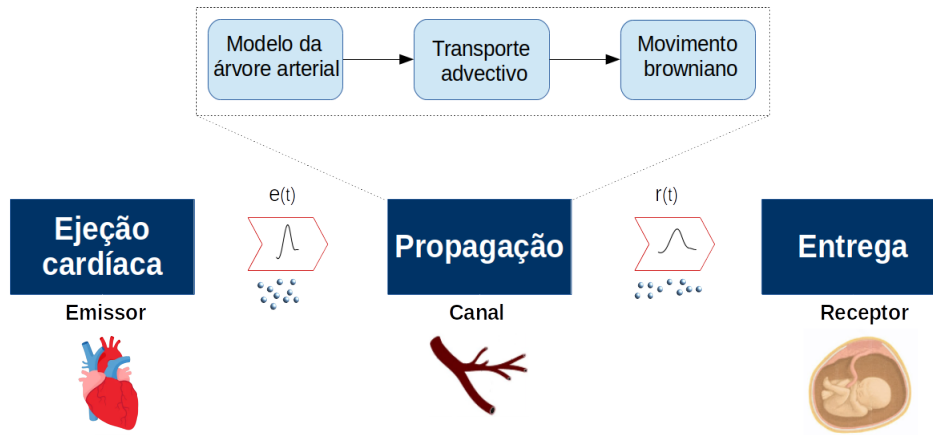 Modelo da
árvore arterial
Transporte
advectivo
Movimento
browniano
e(t)
r(t)
Ejeção
cardíaca
Propagação
Entrega
Emissor
Canal
Receptor